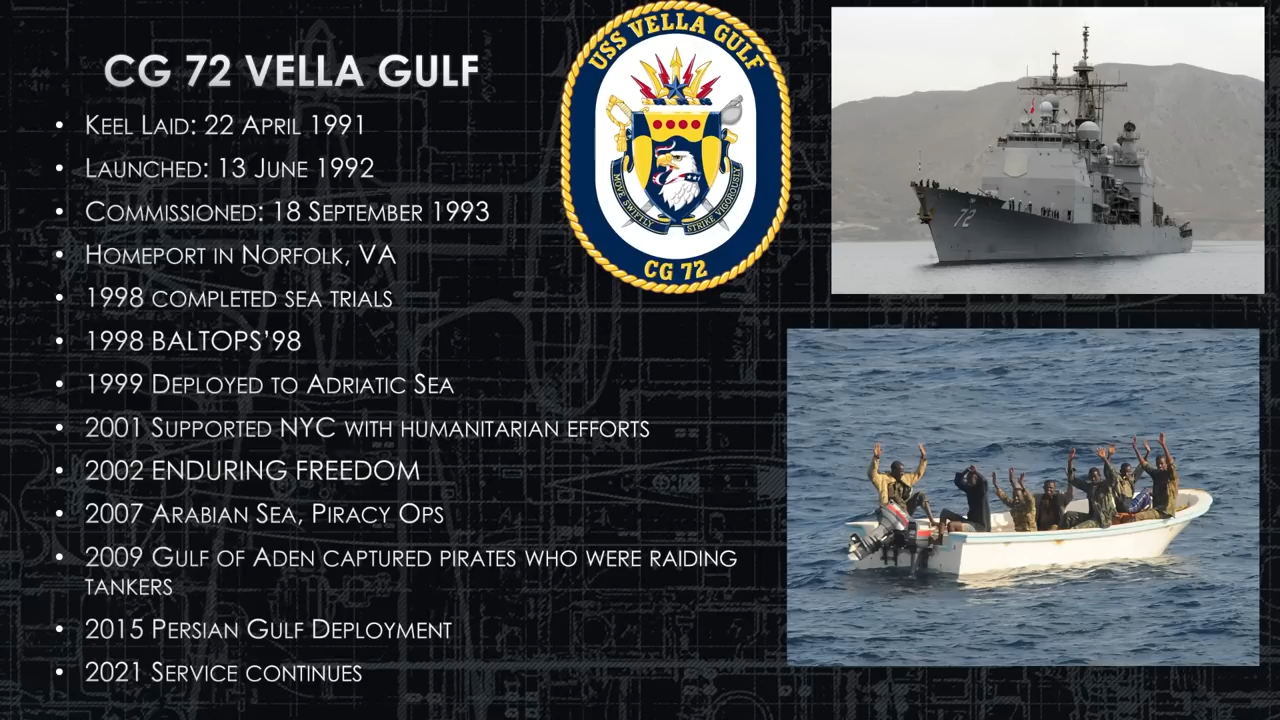 CG 72 VELLA GULF
• KEEL LAID: 22 APRIL 1991
• LAUNCHED: 13 JUNE 1992
• COMMISSIONED: 18 SEPTEMBER 1993
• HOMEPORT IN NORFOLK, VA
• 1998 COMPLETED SEA TRIALS
• 1998 BALTOPS'98
• 1999 DEPLOYED TO ADRIATIC SEA
• 2001 SUPPORTED NYC WITH HUMANITARIAN EFFORTS
• 2002 ENDURING FREEDOM
• 2007 ARABIAN SEA, PIRACY OPS
• 2009 GULF OF ADEN CAPTURED PIRATES WHO WERE RAIDING
TANKERS
• 2015 PERSIAN GULF DEPLOYMENT
• 2021 SERVICE CONTINUES
USS VELLA GULF
MOVE SWIFTLY
STRIKE VIGOROUSLY
CG 72
72